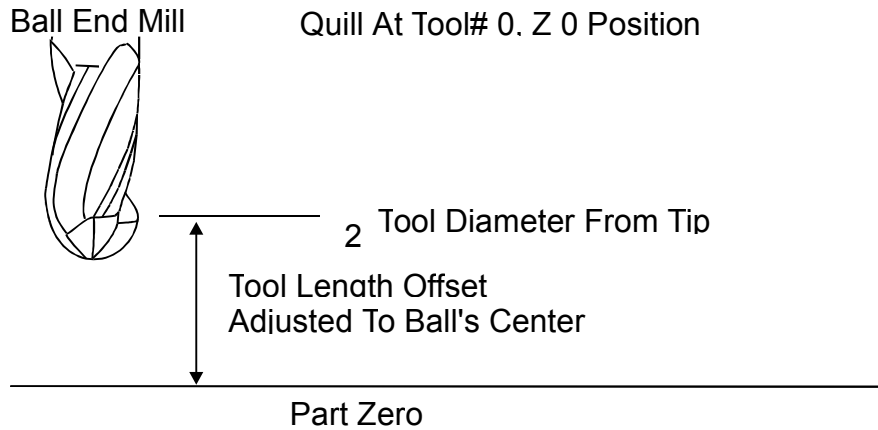 Ball End Mill
Quill At Tool# 0, Z 0 Position
2 Tool Diameter From Tip
Tool Length Offset
Adjusted To Ball's Center
Part Zero